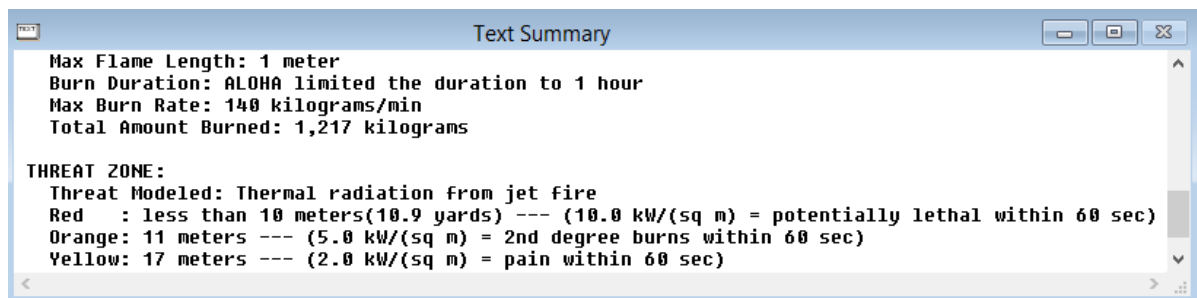 Text Summary
Max Flame Length: 1 meter
Burn Duration: ALOHA limited the duration to 1 hour
Max Burn Rate: 140 kilograms/min
Total Amount Burned: 1,217 kilograms
THREAT ZONE:
Threat Modeled: Thermal radiation from jet fire
Red   : less than 10 meters(10.9 yards) --- (10.0 kW/(sq m) = potentially lethal within 60 sec)
Orange: 11 meters --- (5.0 kW/(sq m) = 2nd degree burns within 60 sec)
Yellow: 17 meters --- (2.0 kW/(sq m) = pain within 60 sec)